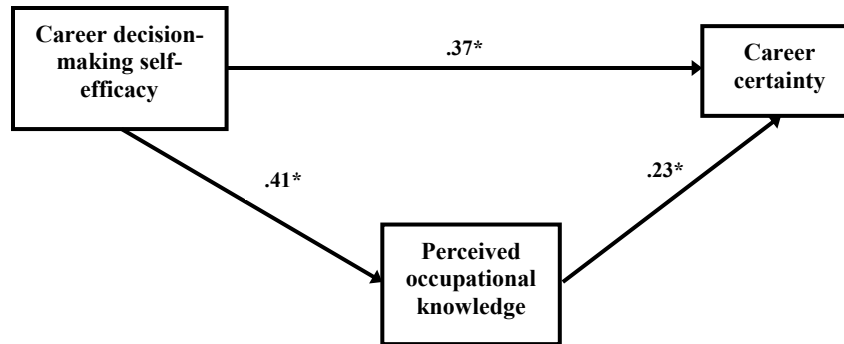 Career decision-
making self-
efficacy
.37*
Career
certainty
.41*
.23*
Perceived
occupational
knowledge